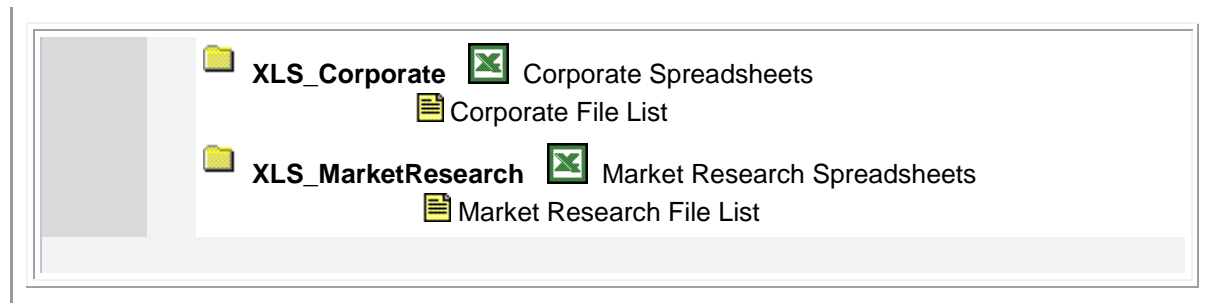 XLS_Corporate Corporate Spreadsheets
Corporate File List
XLS_MarketResearch Market Research Spreadsheets
Market Research File List